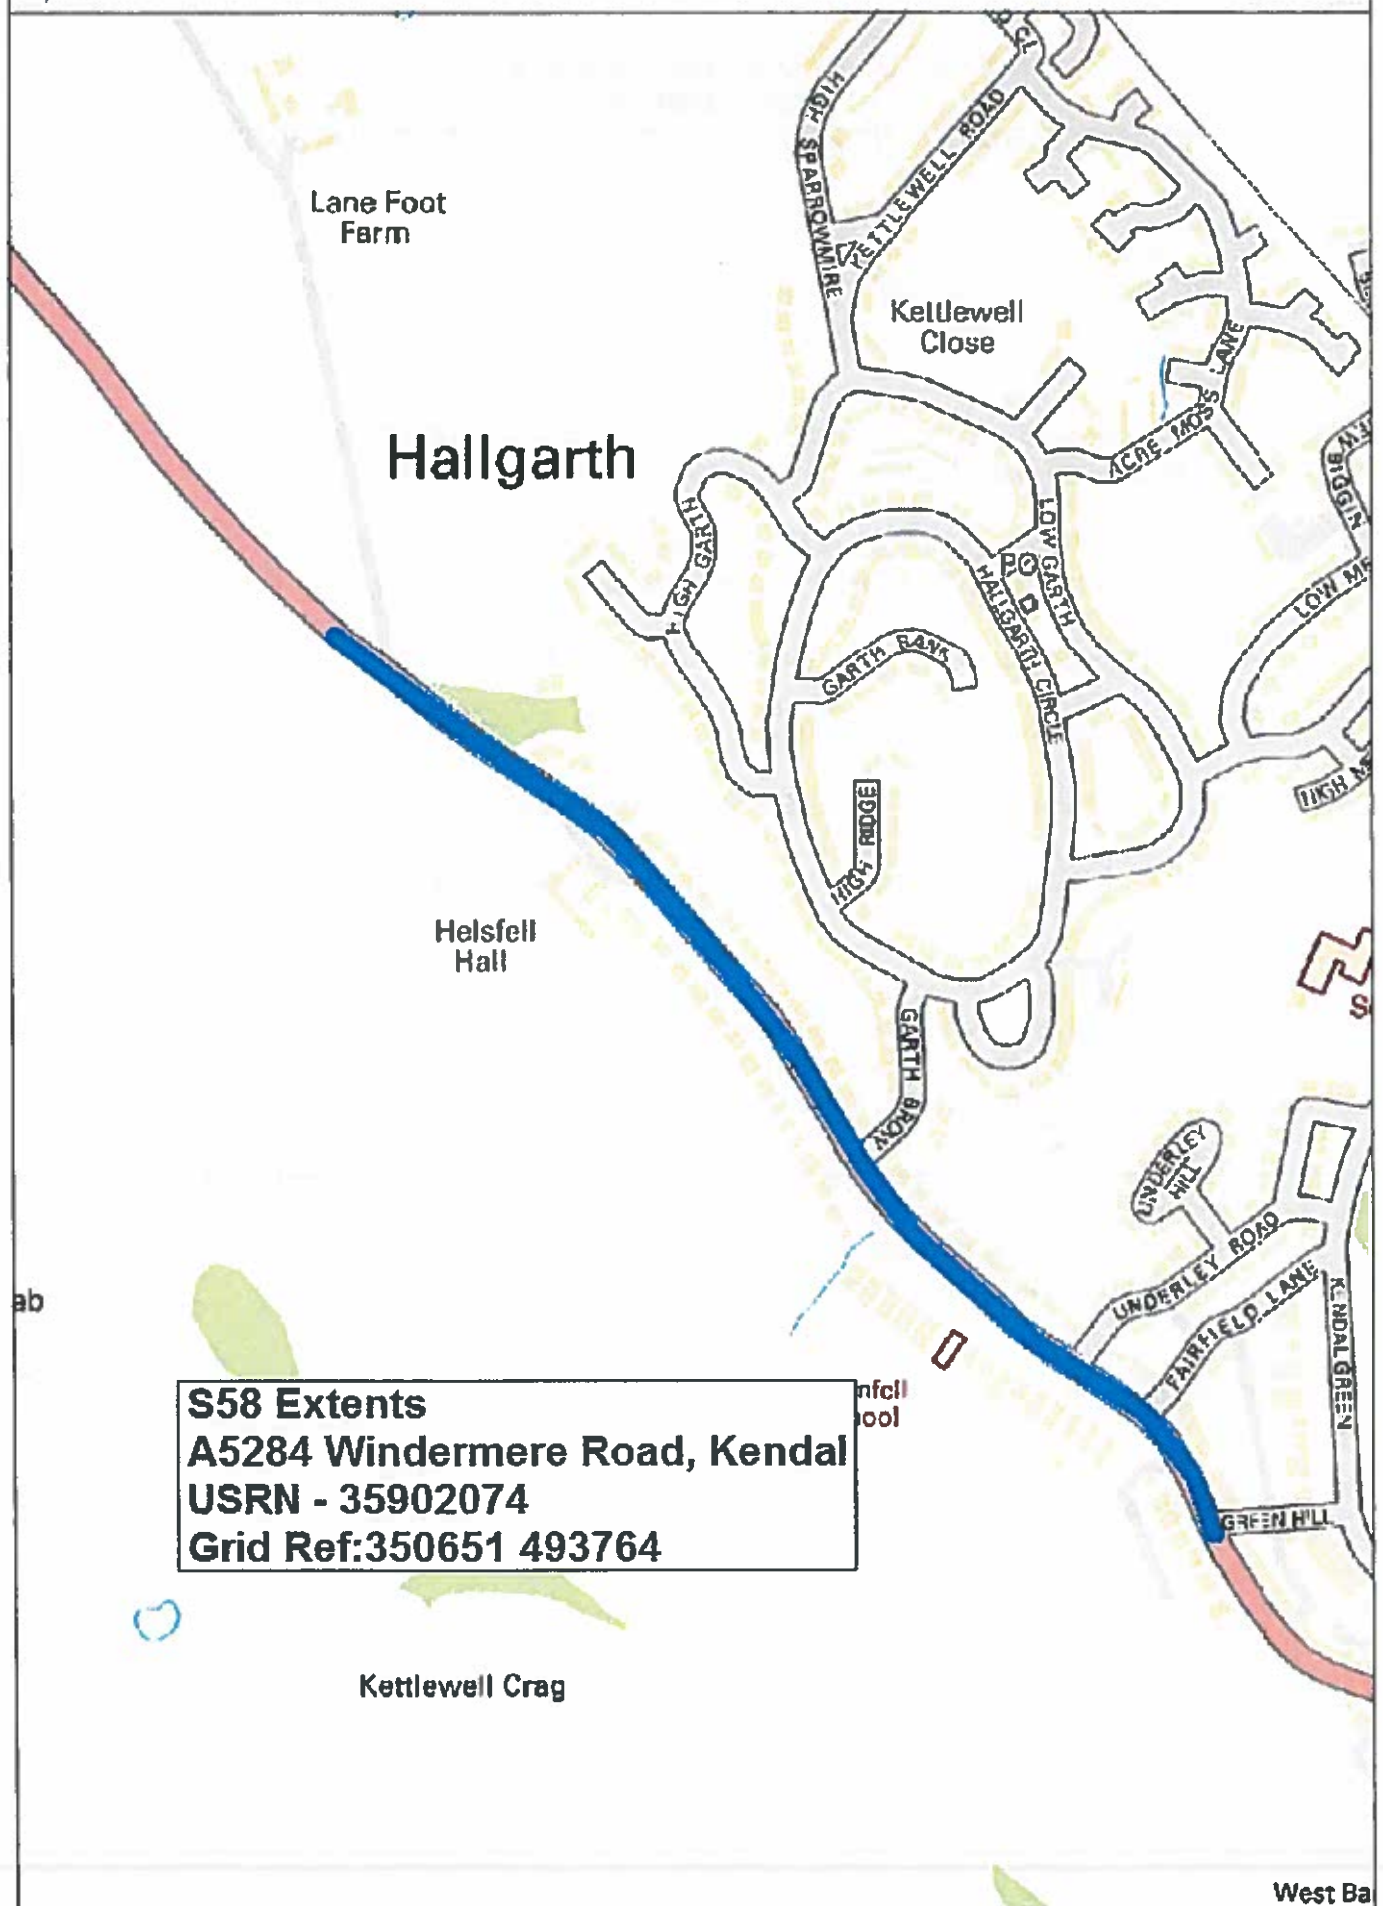 Lane Foot
Farm
HIGH SPARROWMIRE
KETTLEWELL ROAD
CL
Kettlewell
Close
Hallgarth
ACRE MOSS LANE
HIGH GARTH
LOW GARTH
PO
HALLGARTH CIRCLE
GARTH BANK
BIGGIN
LOW ME
HIGH M
HIGH RIDGE
Helsfell
Hall
GARTH BROW
S
UNDERLEY
HILL
UNDERLEY ROAD
FAIRFIELD LANE
KENDAL GREEN
ab
nfell
ool
S58 Extents
A5284 Windermere Road, Kendal
USRN - 35902074
Grid Ref:350651 493764
GREEN HILL
Kettlewell Crag
West Ba